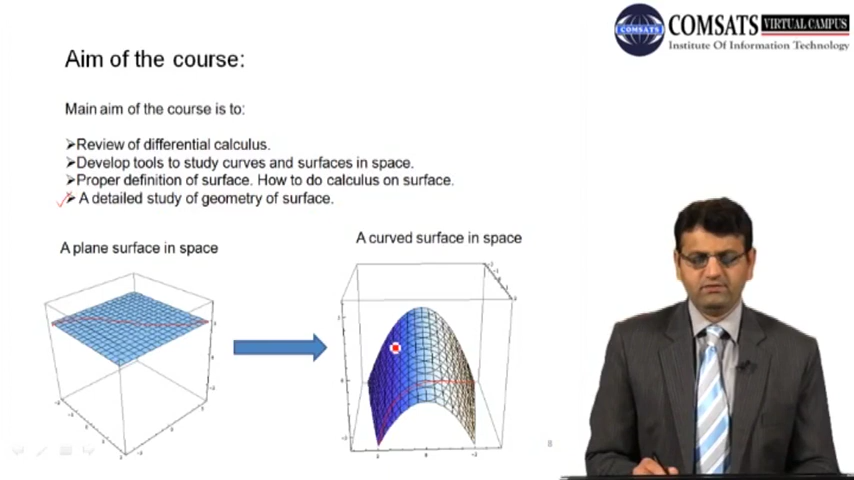 COMSATS VIRTUAL CAMPUS
COMSATS
Institute Of Information Technology
Aim of the course:
Main aim of the course is to:
➢Review of differential calculus.
➢Develop tools to study curves and surfaces in space.
➢Proper definition of surface. How to do calculus on surface.
➢ A detailed study of geometry of surface.
A plane surface in space
A curved surface in space